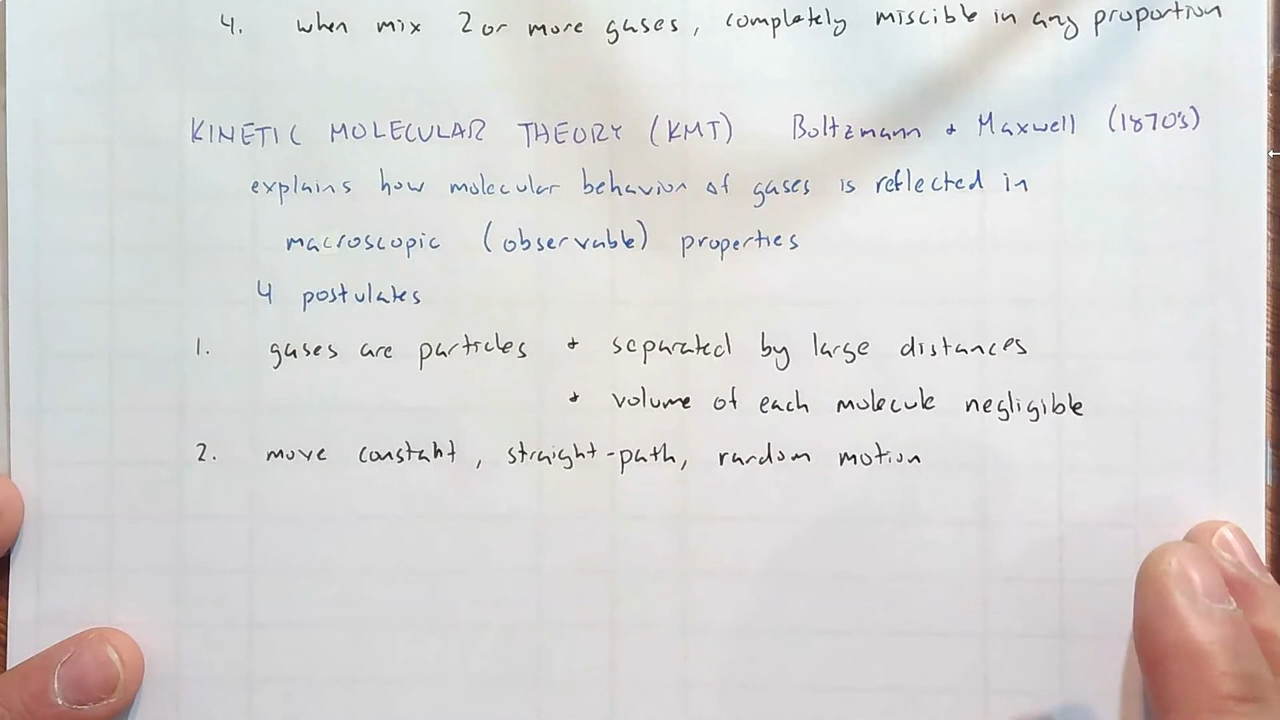 4. when mix 2 or more gases, completely miscible in any proportion
KINETIC MOLECULAR THEORY (KMT) Boltzmann + Maxwell (1870's)
explains how molecular behavior of gases is reflected in
macroscopic (observable) properties
4 postulates
1. gases are particles + separated by large distances
+ volume of each molecule negligible
2. move constant, straight-path, random motion